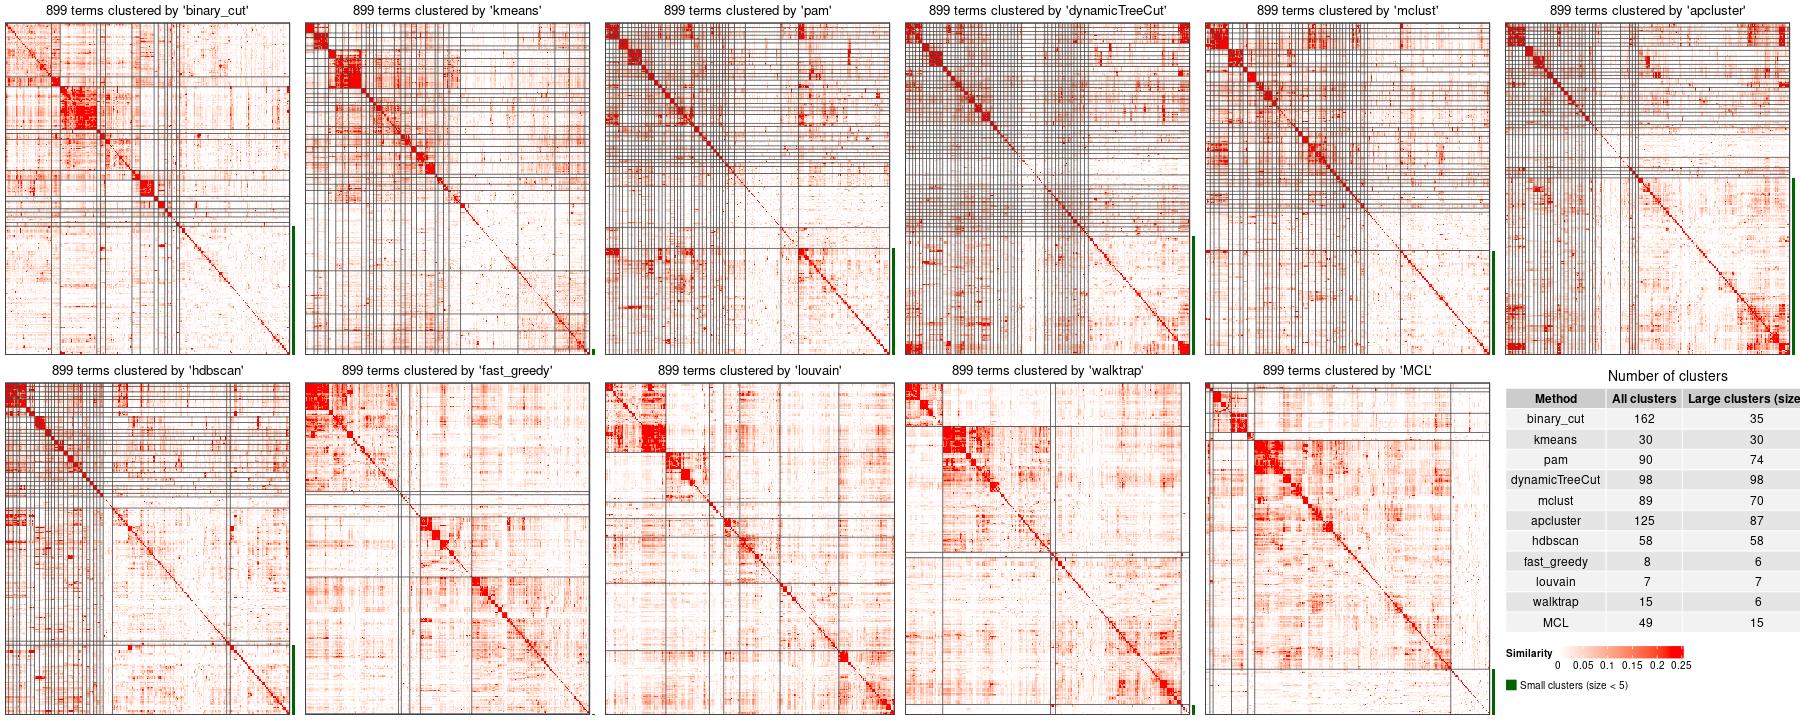 899 terms clustered by 'binary_cut'
899 terms clustered by 'kmeans'
899 terms clustered by 'pam'
899 terms clustered by 'dynamicTreeCut'
899 terms clustered by 'mclust'
899 terms clustered by 'apcluster'
899 terms clustered by 'hdbscan'
899 terms clustered by 'fast_greedy'
899 terms clustered by 'louvain'
899 terms clustered by 'walktrap'
899 terms clustered by 'MCL'
Number of clusters
Method All clusters Large clusters (size
binary_cut 162 35
kmeans 30 30
pam 90 74
dynamicTreeCut 98 98
mclust 89 70
apcluster 125 87
hdbscan 58 58
fast_greedy 8 6
louvain 7 7
walktrap 15 6
MCL 49 15
Similarity
0 0.05 0.1 0.15 0.2 0.25
Small clusters (size < 5)